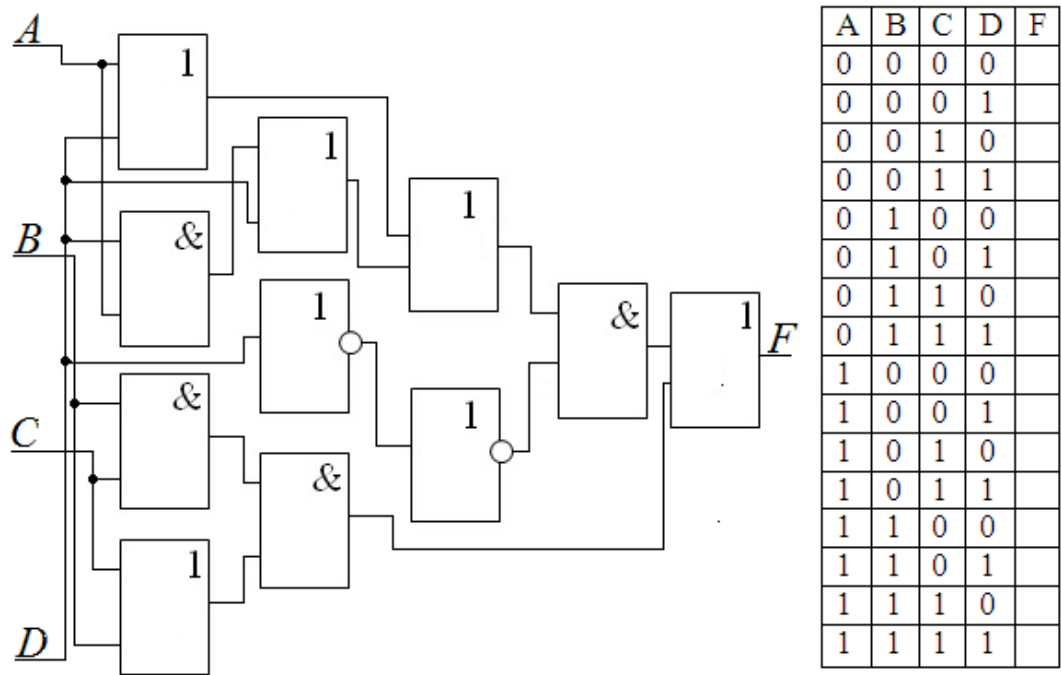 A
1
1
1
&
B
1
&
1
F
&
1
C
&
1
D
A B C D F
0 0 0 0
0 0 0 1
0 0 1 0
0 0 1 1
0 1 0 0
0 1 0 1
0 1 1 0
0 1 1 1
1 0 0 0
1 0 0 1
1 0 1 0
1 0 1 1
1 1 0 0
1 1 0 1
1 1 1 0
1 1 1 1